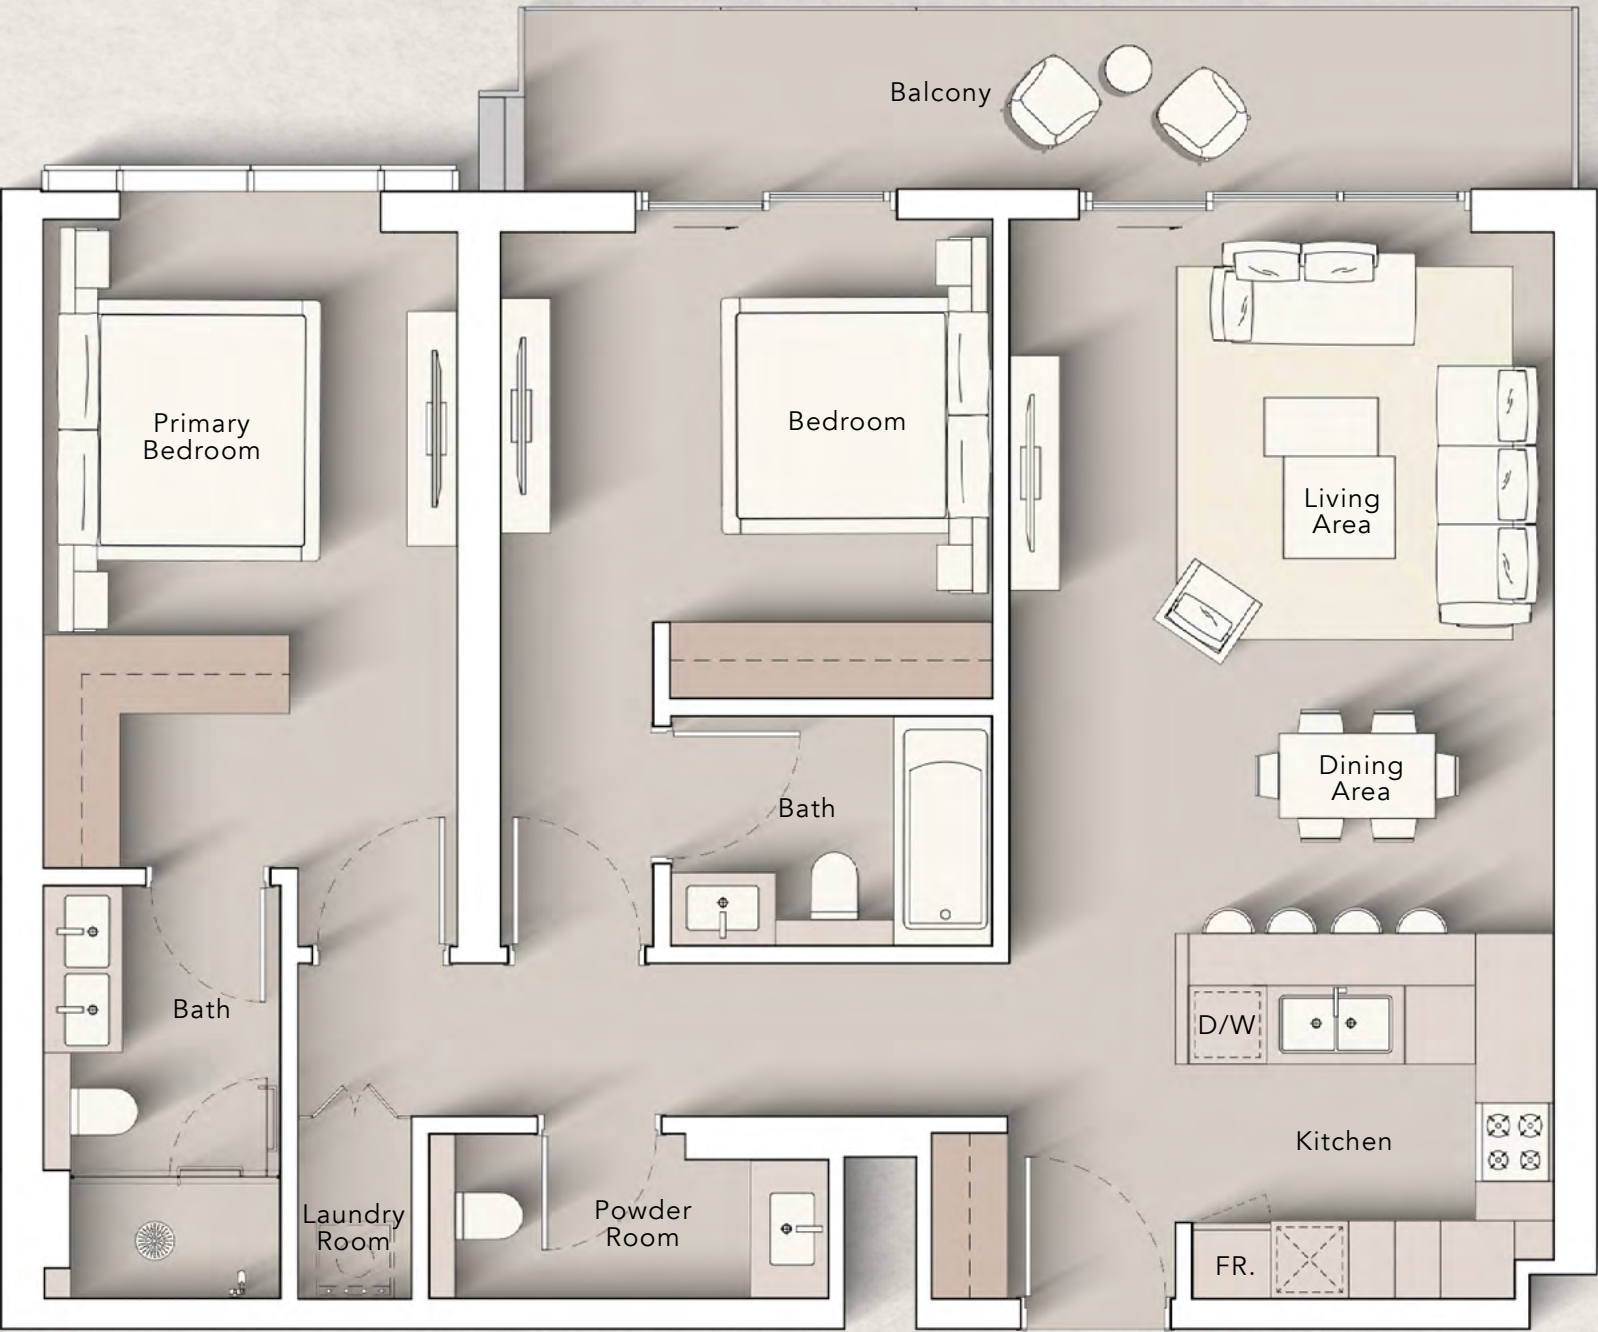 Balcony
Primary
Bedroom
Bedroom
Living
Area
Dining
Area
Bath
Bath
D/W
Kitchen
Laundry
Room
Powder
Room
FR.